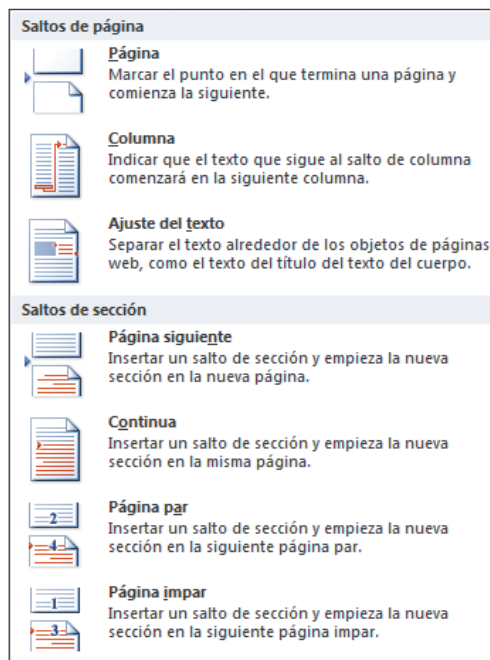 Saltos de página
Página
Marcar el punto en el que termina una página y
comienza la siguiente.
Columna
Indicar que el texto que sigue al salto de columna
comenzará en la siguiente columna.
Ajuste del texto
Separar el texto alrededor de los objetos de páginas
web, como el texto del título del texto del cuerpo.
Saltos de sección
Página siguiente
Insertar un salto de sección y empieza la nueva
sección en la nueva página.
Continua
Insertar un salto de sección y empieza la nueva
sección en la misma página.
Página par
2
4
Insertar un salto de sección y empieza la nueva
sección en la siguiente página par.
Página impar
1
3
Insertar un salto de sección y empieza la nueva
sección en la siguiente página impar.